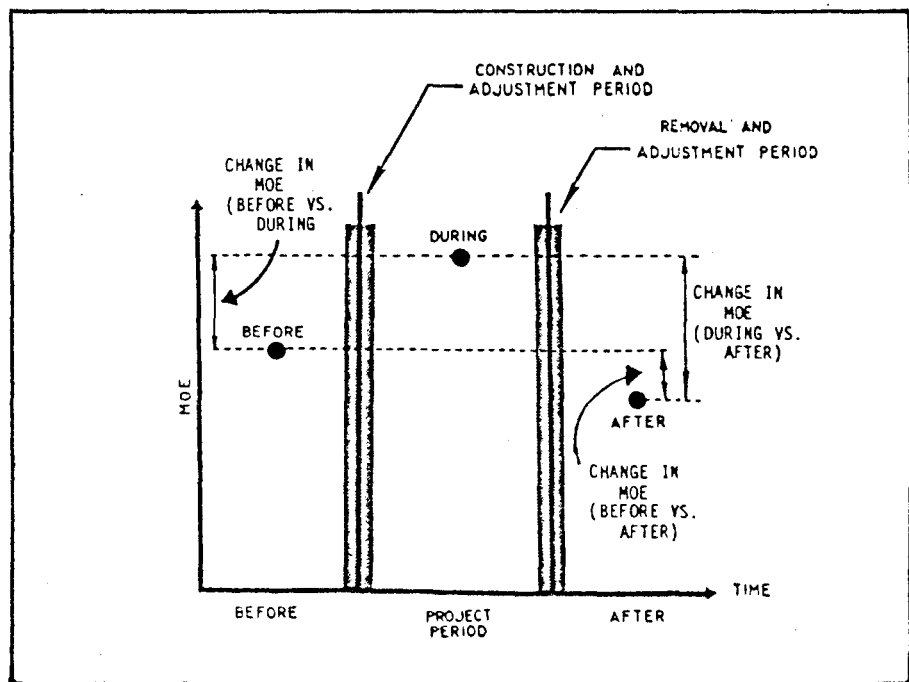 CONSTRUCTION AND
ADJUSTMENT PERIOD
REMOVAL AND
ADJUSTMENT PERIOD
CHANGE IN
MOE
(BEFORE VS.
DURING
DURING
CHANGE IN
MOE
(DURING VS.
AFTER)
BEFORE
MOE
AFTER
CHANGE IN
MOE
(BEFORE VS.
AFTER)
TIME
BEFORE
PROJECT
PERIOD
AFTER